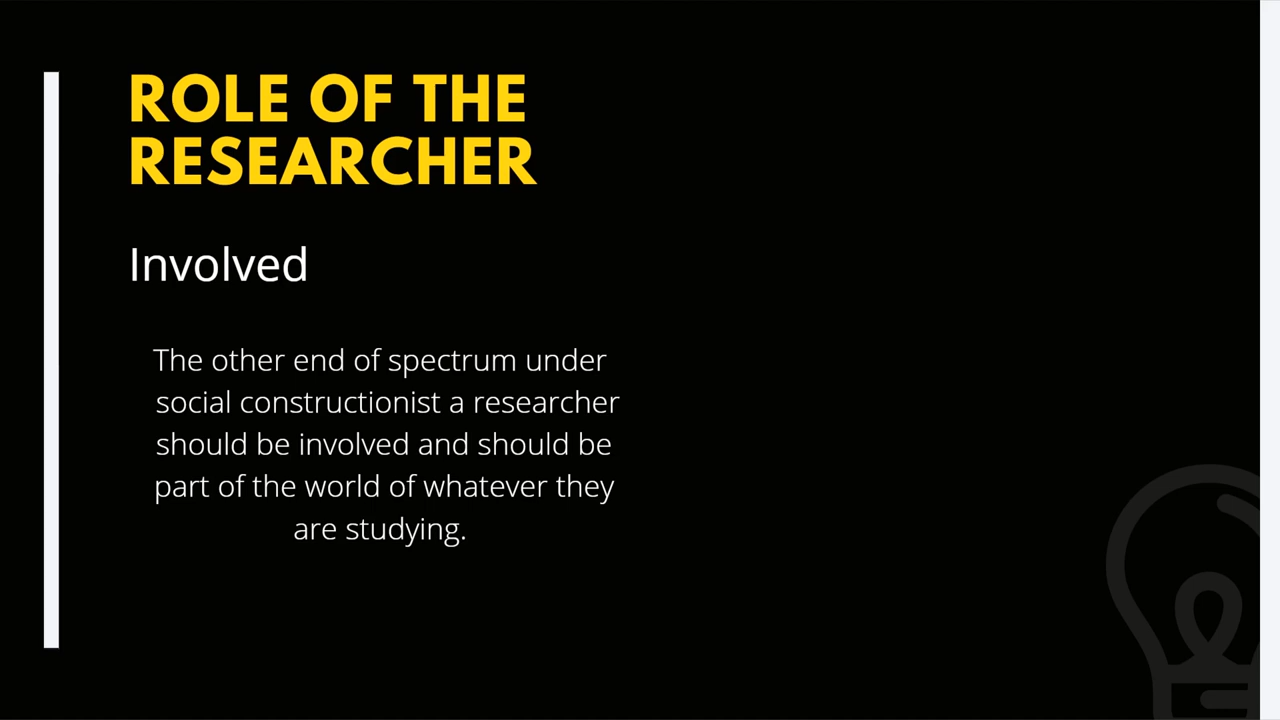 ROLE OF THE
RESEARCHER
Involved
The other end of spectrum under
social constructionist a researcher
should be involved and should be
part of the world of whatever they
are studying.